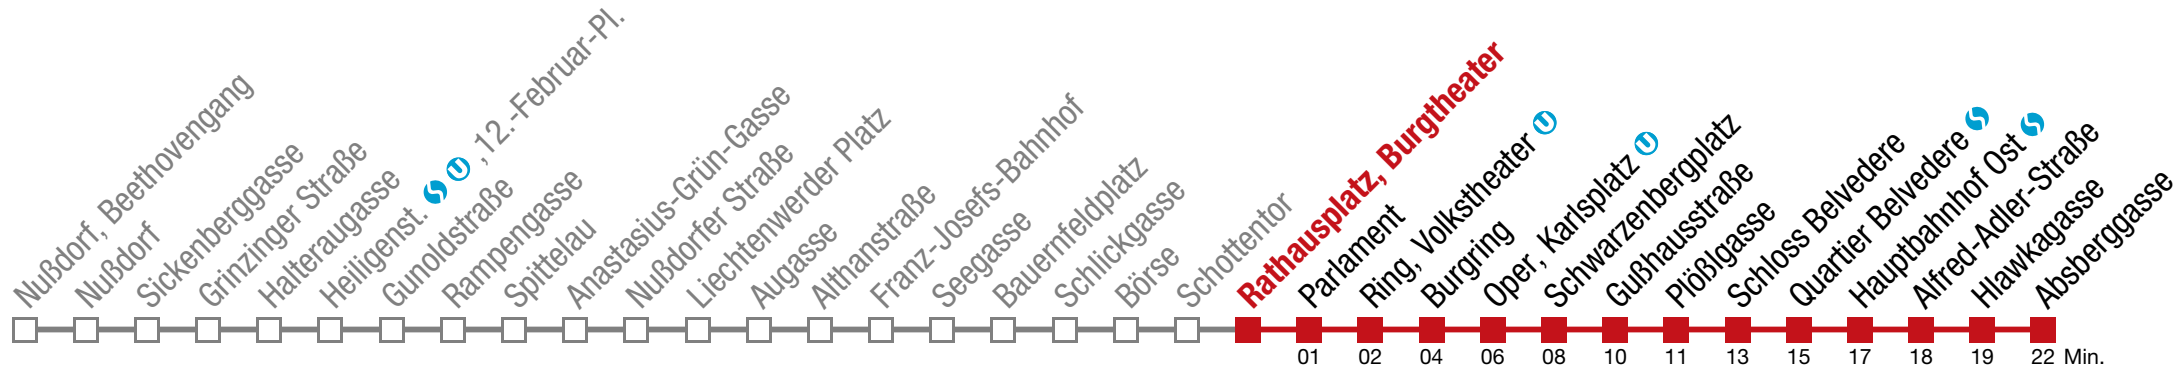 Nußdorf, Beethovengang
Nußdorf
Sickenberggasse
Grinzinger Straße
Halteraugasse
Heiligenst. S U , 12.-Februar-Pl.
Gunoldstraße
Rampengasse
Spittelau
Anastasius-Grün-Gasse
Nußdorfer Straße
Liechtenwerder Platz
Augasse
Althanstraße
Franz-Josefs-Bahnhof
Seegasse
Bauernfeldplatz
Schlickgasse
Börse
Schottentor
Rathausplatz, Burgtheater
Parlament
Ring, Volkstheater U
Burgring
Oper, Karlsplatz U
Schwarzenbergplatz
Gußhausstraße
Plößlgasse
Schloss Belvedere
Quartier Belvedere S
Hauptbahnhof Ost S
Alfred-Adler-Straße
Hlawkagasse
Absberggasse
01 02 04 06 08 10 11 13 15 17 18 19 22 Min.